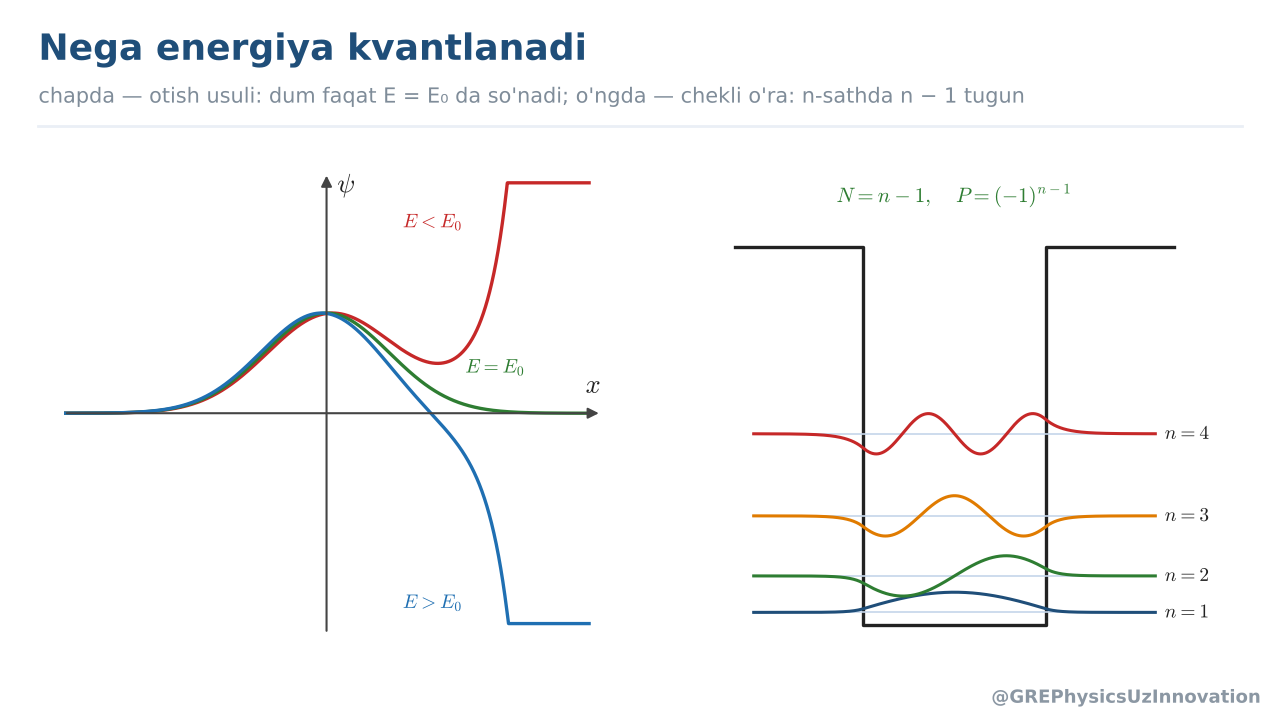 Nega energiya kvantlanadi
chapda — otish usuli: dum faqat E = E₀ da so'nadi; o'ngda — chekli o'ra: n-sathda n − 1 tugun
ψ
E < E₀
E = E₀
x
E > E₀
N = n − 1, P = (−1)ⁿ⁻¹
n = 4
n = 3
n = 2
n = 1
@GREPhysicsUzInnovation